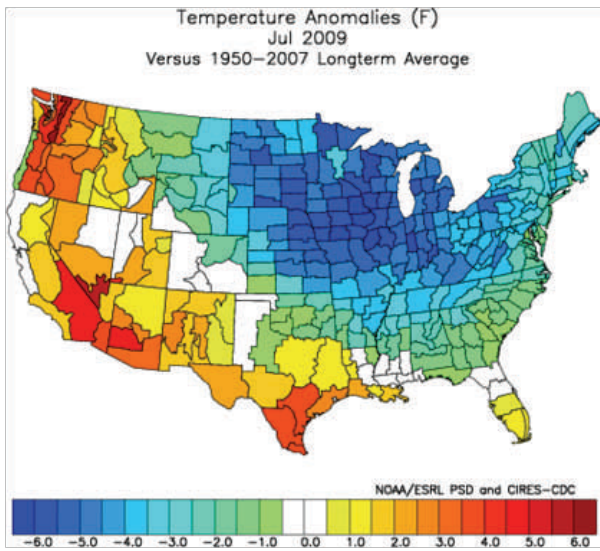 Temperature Anomalies (F)
Jul 2009
Versus 1950−2007 Longterm Average
NOAA/ESRL PSD and CIRES−CDC
−6.0 −5.0 −4.0 −3.0 −2.0 −1.0 0.0 1.0 2.0 3.0 4.0 5.0 6.0